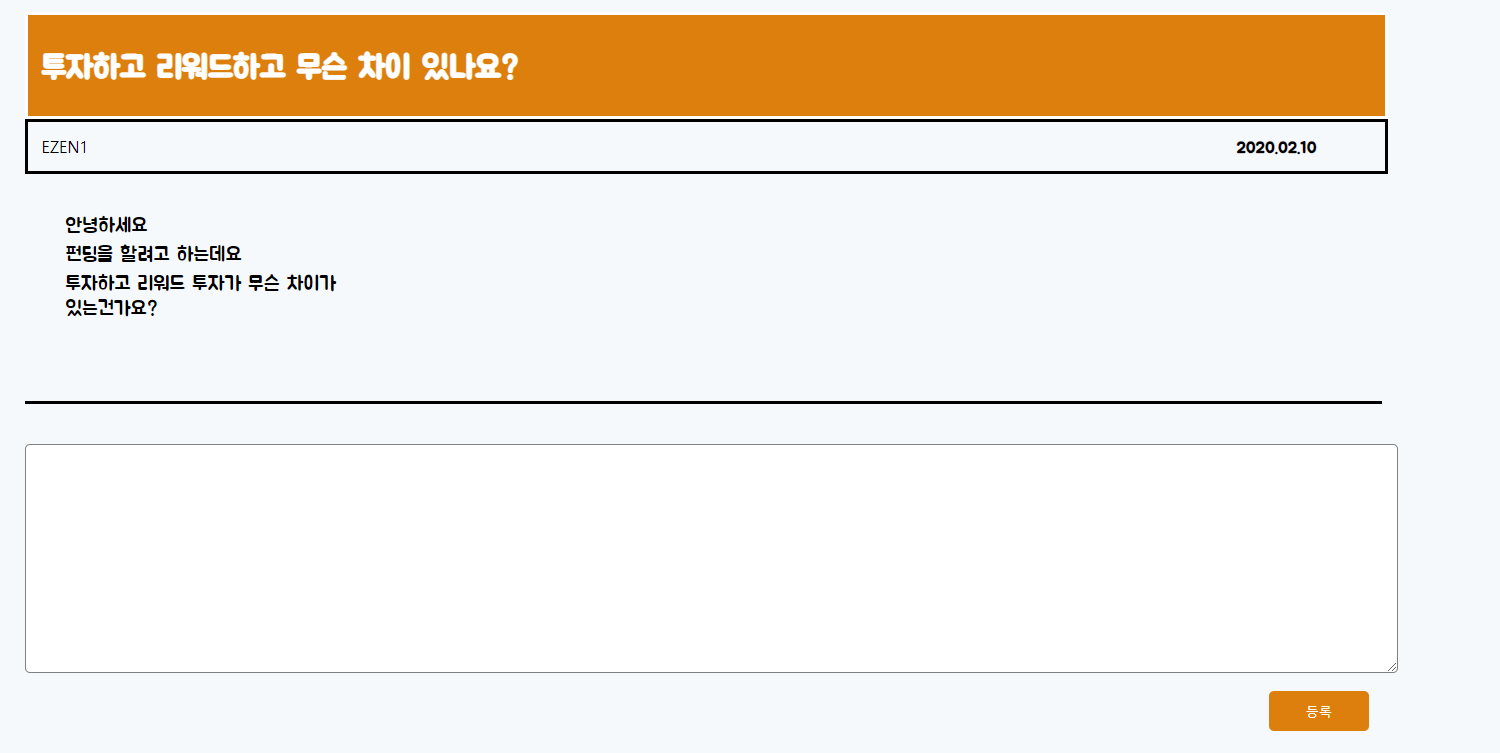 투자하고 리워드하고 무슨 차이 있나요?
EZEN1 2020.02.10
안녕하세요
펀딩을 할려고 하는데요
투자하고 리워드 투자가 무슨 차이가
있는건가요?
등록